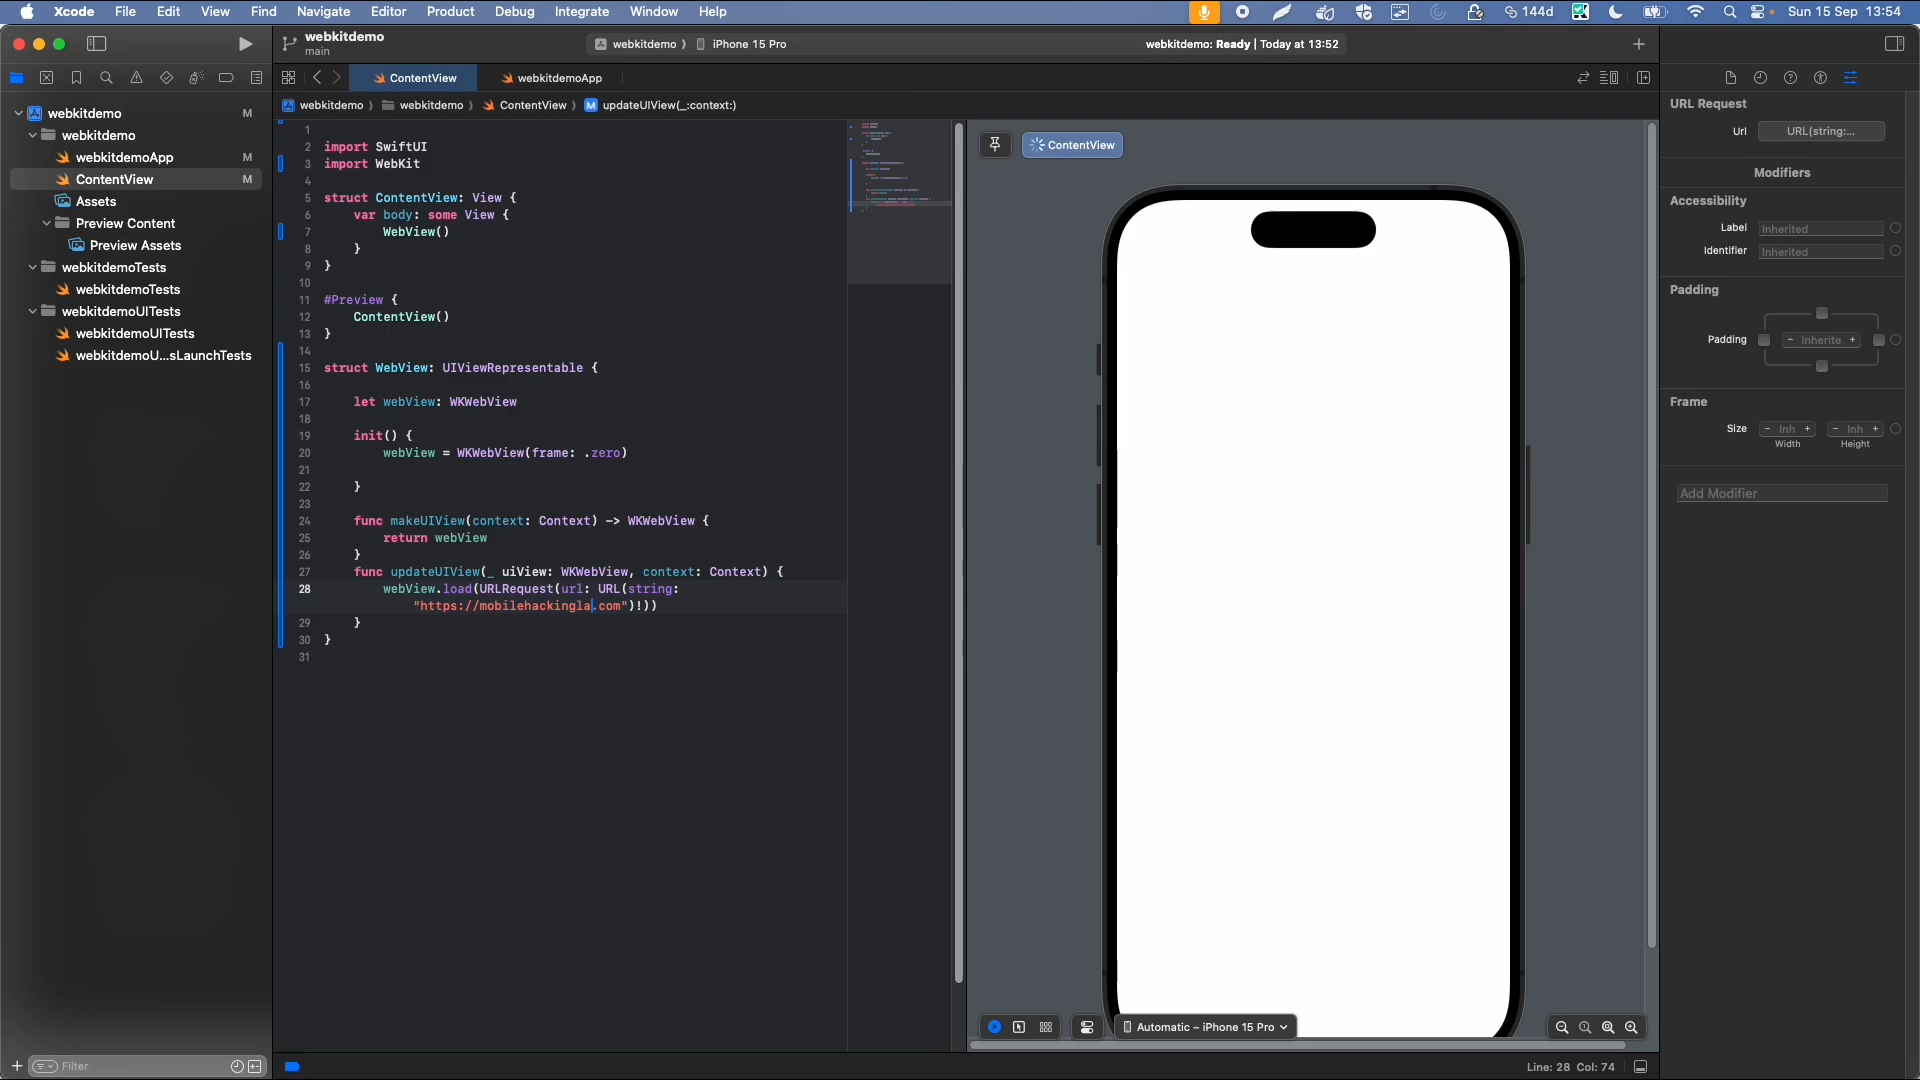 Xcode File Edit View Find Navigate Editor Product Debug Integrate Window Help 144d Sun 15 Sep 13:54
webkitdemo
main
webkitdemo iPhone 15 Pro
webkitdemo: Ready | Today at 13:52
ContentView webkitdemoApp
webkitdemo webkitdemo ContentView M updateUIView(_:context:)
webkitdemo M
webkitdemo
webkitdemoApp M
ContentView M
Assets
Preview Content
Preview Assets
webkitdemoTests
webkitdemoTests
webkitdemoUITests
webkitdemoUITests
webkitdemoU...sLaunchTests
Filter
1
2 import SwiftUI
3 import WebKit
4
5 struct ContentView: View {
6 var body: some View {
7 WebView()
8 }
9 }
10
11 #Preview {
12 ContentView()
13 }
14
15 struct WebView: UIViewRepresentable {
16
17 let webView: WKWebView
18
19 init() {
20 webView = WKWebView(frame: .zero)
21
22 }
23
24 func makeUIView(context: Context) -> WKWebView {
25 return webView
26 }
27 func updateUIView(_ uiView: WKWebView, context: Context) {
28 webView.load(URLRequest(url: URL(string:
"https://mobilehackingla.com")!))
29 }
30 }
31
ContentView
Automatic – iPhone 15 Pro
Line: 28 Col: 74
URL Request
Url URL(string:...
Modifiers
Accessibility
Label Inherited
Identifier Inherited
Padding
Padding - Inherite +
Frame
Size - Inh + - Inh +
Width Height
Add Modifier